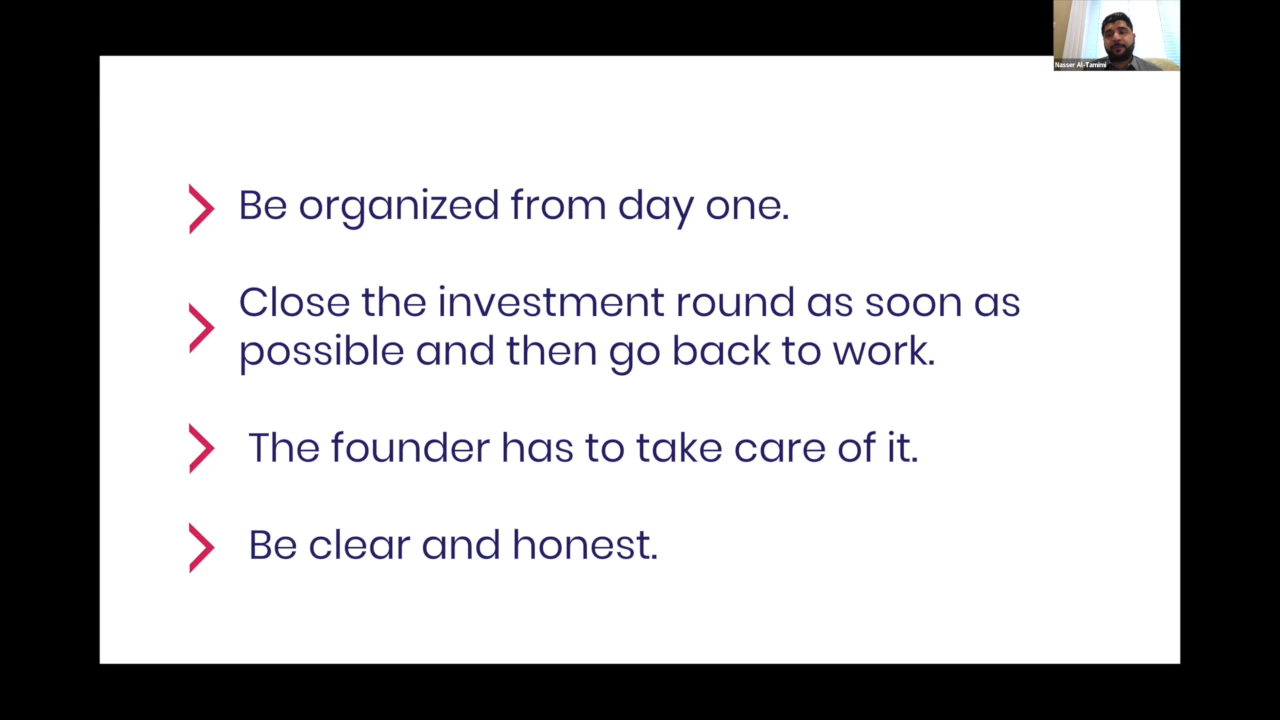 Nasser Al-Tamimi
Be organized from day one.
Close the investment round as soon as
possible and then go back to work.
The founder has to take care of it.
Be clear and honest.